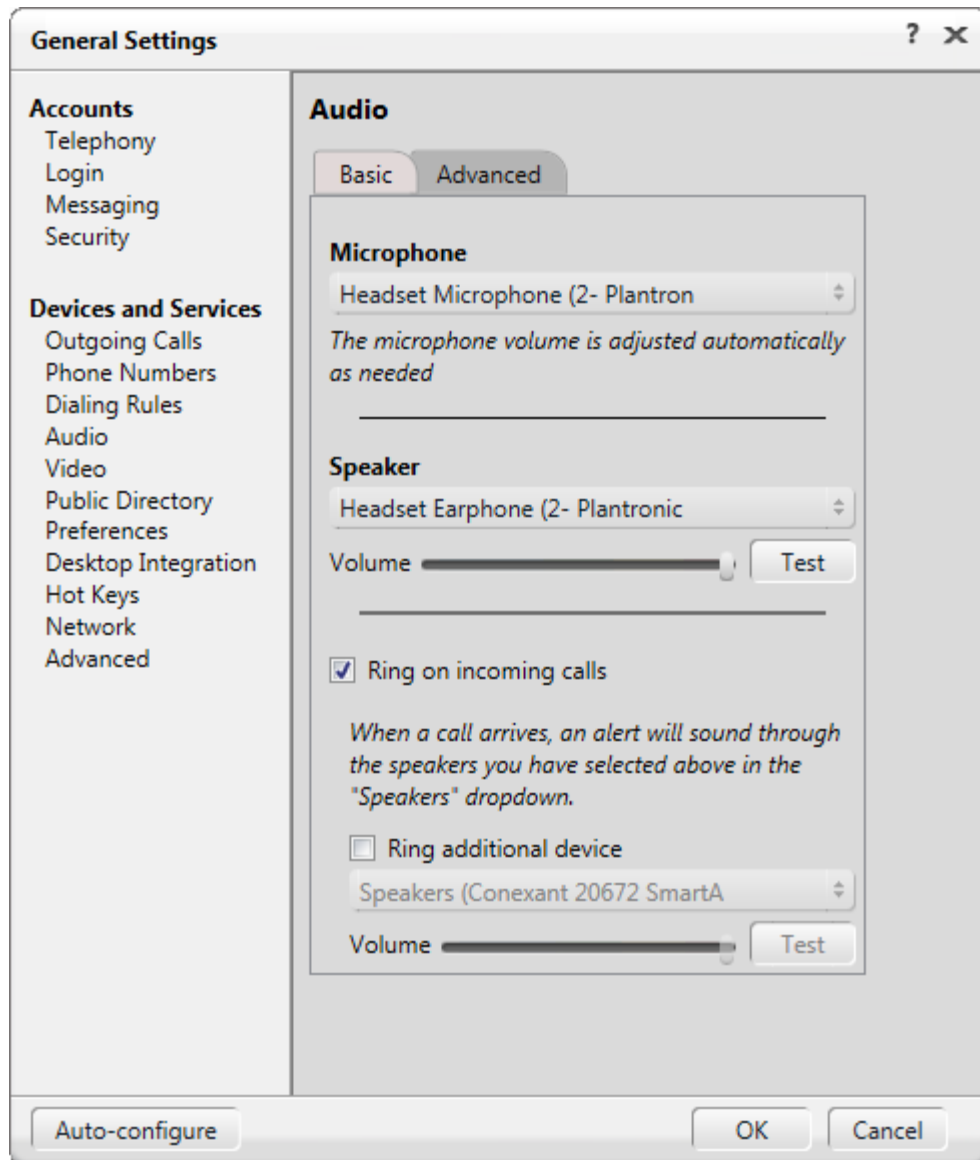 General Settings
?
Accounts
Telephony
Login
Messaging
Security
Devices and Services
Outgoing Calls
Phone Numbers
Dialing Rules
Audio
Video
Public Directory
Preferences
Desktop Integration
Hot Keys
Network
Advanced
Audio
Basic Advanced
Microphone
Headset Microphone (2- Plantron
The microphone volume is adjusted automatically
as needed
Speaker
Headset Earphone (2- Plantronic
Volume Test
Ring on incoming calls
When a call arrives, an alert will sound through
the speakers you have selected above in the
"Speakers" dropdown.
Ring additional device
Speakers (Conexant 20672 SmartA
Volume Test
Auto-configure OK Cancel